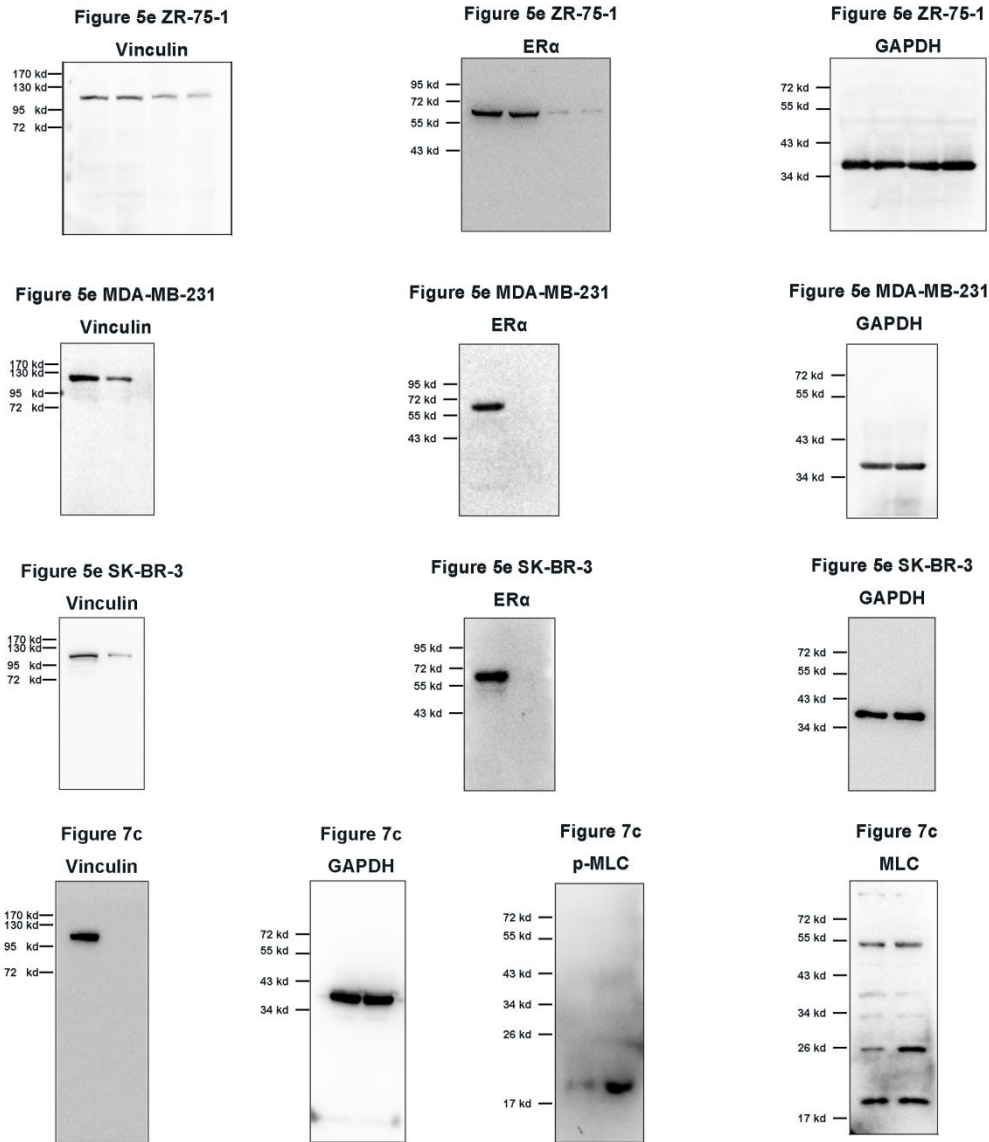 Figure 5e ZR-75-1
Vinculin
170 kd
130 kd
95 kd
72 kd
Figure 5e ZR-75-1
ERα
95 kd
72 kd
55 kd
43 kd
Figure 5e ZR-75-1
GAPDH
72 kd
55 kd
43 kd
34 kd
Figure 5e MDA-MB-231
Vinculin
170 kd
130 kd
95 kd
72 kd
Figure 5e MDA-MB-231
ERα
95 kd
72 kd
55 kd
43 kd
Figure 5e MDA-MB-231
GAPDH
72 kd
55 kd
43 kd
34 kd
Figure 5e SK-BR-3
Vinculin
170 kd
130 kd
95 kd
72 kd
Figure 5e SK-BR-3
ERα
95 kd
72 kd
55 kd
43 kd
Figure 5e SK-BR-3
GAPDH
72 kd
55 kd
43 kd
34 kd
Figure 7c
Vinculin
170 kd
130 kd
95 kd
72 kd
Figure 7c
GAPDH
72 kd
55 kd
43 kd
34 kd
Figure 7c
p-MLC
72 kd
55 kd
43 kd
34 kd
26 kd
17 kd
Figure 7c
MLC
72 kd
55 kd
43 kd
34 kd
26 kd
17 kd